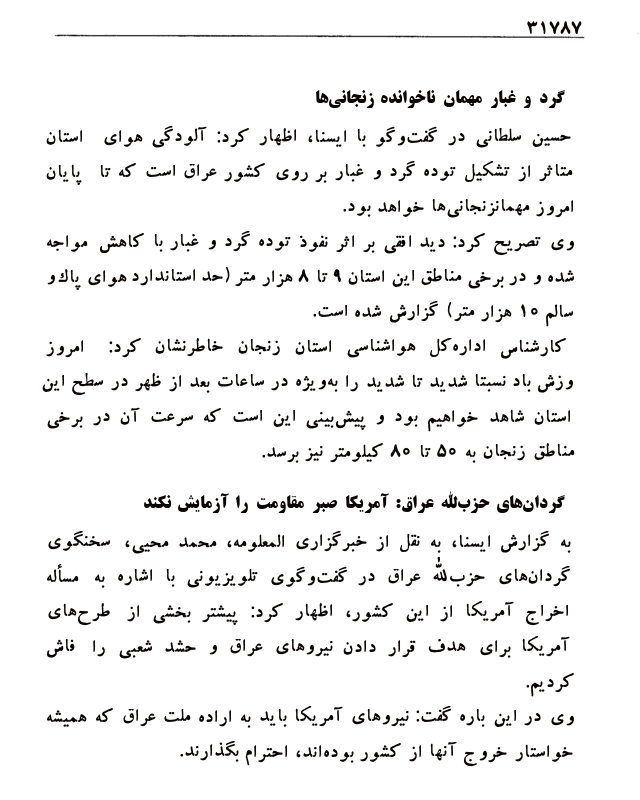 ۳۱۷۸۷
گرد و غبار مهمان ناخوانده زنجانی‌ها
حسین سلطانی در گفت‌وگو با ایسنا، اظهار کرد: آلودگی هوای استان
متاثر از تشکیل توده گرد و غبار بر روی کشور عراق است که تا پایان
امروز مهمانزنجانی‌ها خواهد بود.
وی تصریح کرد: دید افقی بر اثر نفوذ توده گرد و غبار با کاهش مواجه
شده و در برخی مناطق این استان ۹ تا ۸ هزار متر (حد استاندارد هوای پاک و
سالم ۱۰ هزار متر) گزارش شده است.
کارشناس اداره‌کل هواشناسی استان زنجان خاطرنشان کرد: امروز
وزش باد نسبتا شدید تا شدید را به‌ویژه در ساعات بعد از ظهر در سطح این
استان شاهد خواهیم بود و پیش‌بینی این است که سرعت آن در برخی
مناطق زنجان به ۵۰ تا ۸۰ کیلومتر نیز برسد.
گردان‌های حزب‌الله عراق: آمریکا صبر مقاومت را آزمایش نکند
به گزارش ایسنا، به نقل از خبرگزاری المعلومه، محمد محیی، سخنگوی
گردان‌های حزب‌الله عراق در گفت‌وگوی تلویزیونی با اشاره به مسأله
اخراج آمریکا از این کشور، اظهار کرد: پیشتر بخشی از طرح‌های
آمریکا برای هدف قرار دادن نیروهای عراق و حشد شعبی را فاش
کردیم.
وی در این باره گفت: نیروهای آمریکا باید به اراده ملت عراق که همیشه
خواستار خروج آنها از کشور بوده‌اند، احترام بگذارند.